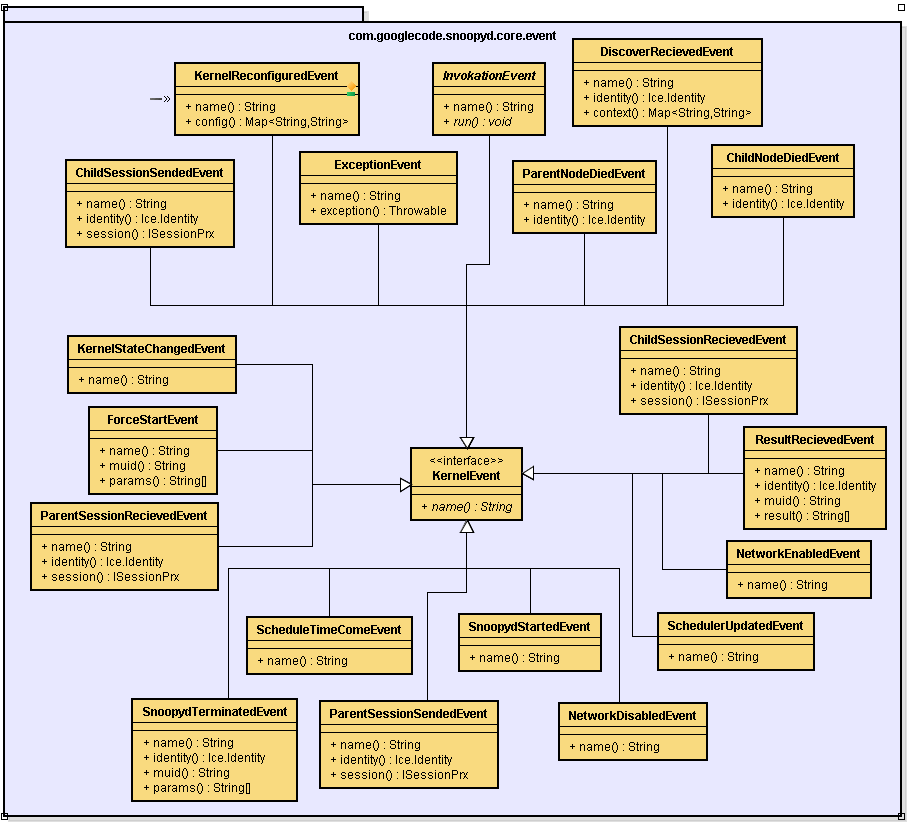 com.googlecode.snoopyd.core.event
KernelReconfiguredEvent
+ name() : String
+ config() : Map<String,String>
InvokationEvent
+ name() : String
+ run() : void
DiscoverRecievedEvent
+ name() : String
+ identity() : Ice.Identity
+ context() : Map<String,String>
ChildSessionSendedEvent
+ name() : String
+ identity() : Ice.Identity
+ session() : ISessionPrx
ExceptionEvent
+ name() : String
+ exception() : Throwable
ParentNodeDiedEvent
+ name() : String
+ identity() : Ice.Identity
ChildNodeDiedEvent
+ name() : String
+ identity() : Ice.Identity
KernelStateChangedEvent
+ name() : String
ChildSessionRecievedEvent
+ name() : String
+ identity() : Ice.Identity
+ session() : ISessionPrx
ForceStartEvent
+ name() : String
+ muid() : String
+ params() : String[]
<<interface>>
KernelEvent
+ name() : String
ResultRecievedEvent
+ name() : String
+ identity() : Ice.Identity
+ muid() : String
+ result() : String[]
ParentSessionRecievedEvent
+ name() : String
+ identity() : Ice.Identity
+ session() : ISessionPrx
NetworkEnabledEvent
+ name() : String
ScheduleTimeComeEvent
+ name() : String
SnoopydStartedEvent
+ name() : String
SchedulerUpdatedEvent
+ name() : String
SnoopydTerminatedEvent
+ name() : String
+ identity() : Ice.Identity
+ muid() : String
+ params() : String[]
ParentSessionSendedEvent
+ name() : String
+ identity() : Ice.Identity
+ session() : ISessionPrx
NetworkDisabledEvent
+ name() : String